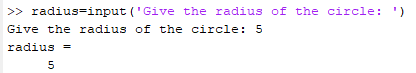 >> radius=input('Give the radius of the circle: ')
Give the radius of the circle: 5
radius =
5